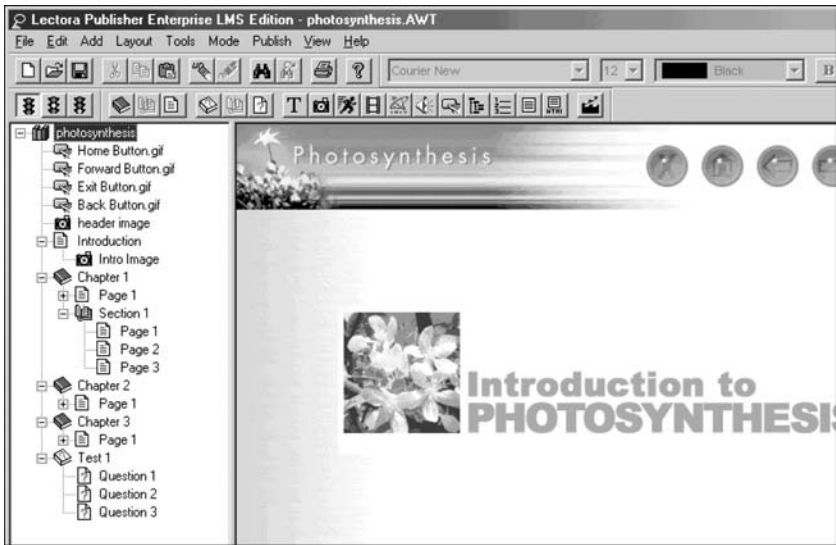 Lectora Publisher Enterprise LMS Edition - photosynthesis.AWT
File Edit Add Layout Tools Mode Publish View Help
Courier New 12 Black B
T HTML
photosynthesis
Home Button.gif
Forward Button.gif
Exit Button.gif
Back Button.gif
header image
Introduction
Intro Image
Chapter 1
Page 1
Section 1
Page 1
Page 2
Page 3
Chapter 2
Page 1
Chapter 3
Page 1
Test 1
Question 1
Question 2
Question 3
Photosynthesis
Introduction to
PHOTOSYNTHESIS